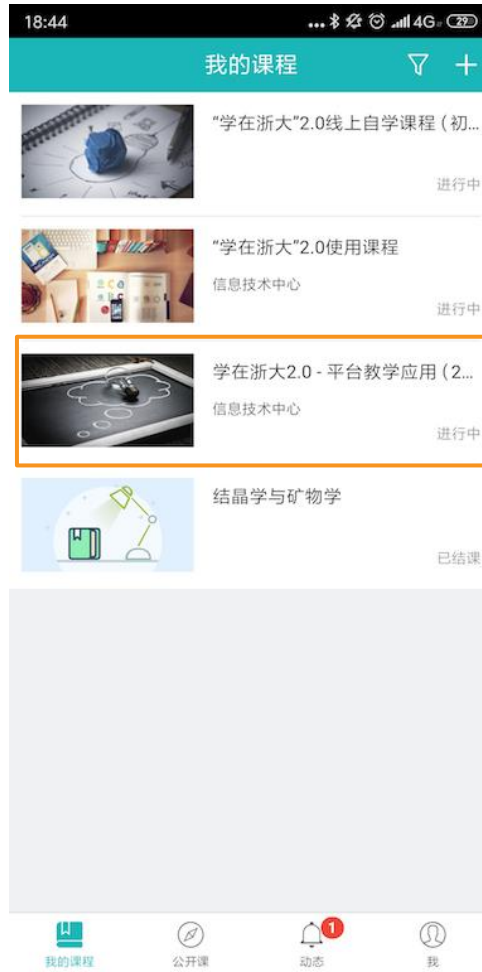 18:44
4G
29
我的课程
“学在浙大”2.0线上自学课程（初...
进行中
“学在浙大”2.0使用课程
信息技术中心
进行中
学在浙大2.0 - 平台教学应用（2...
信息技术中心
进行中
结晶学与矿物学
已结课
1
我的课程
公开课
动态
我